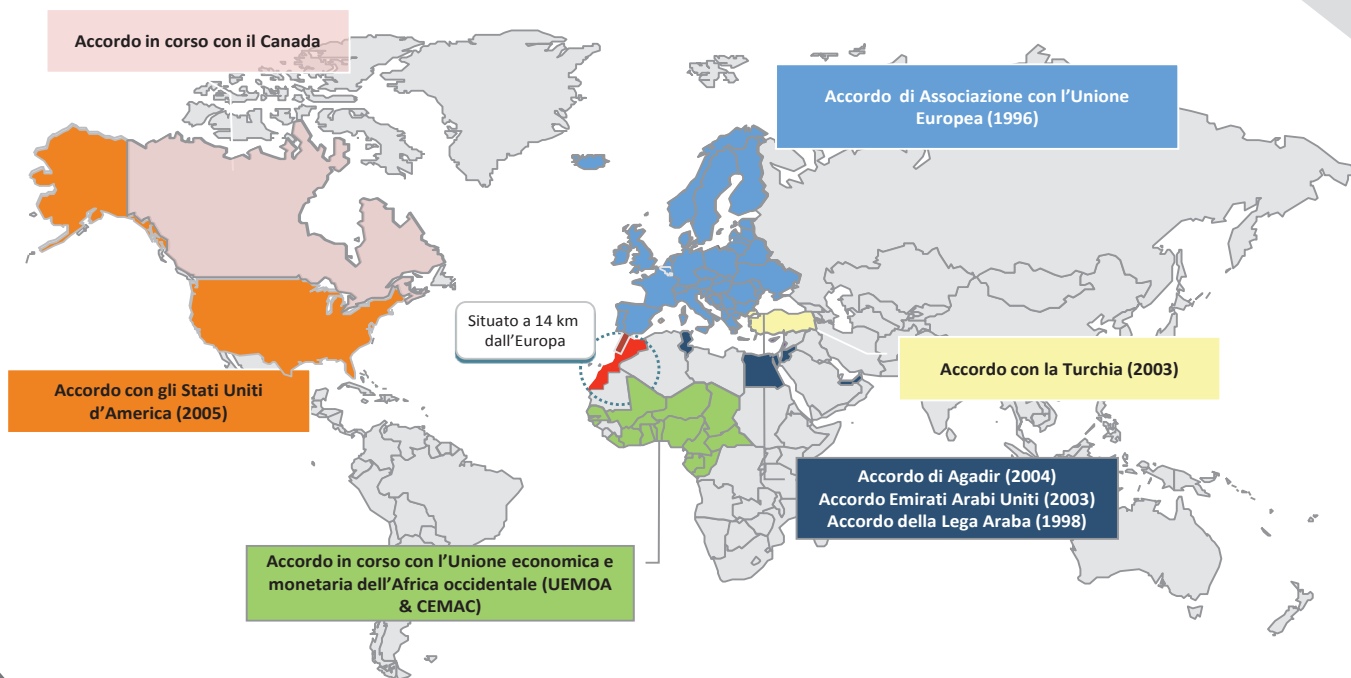 Accordo in corso con il Canada
Accordo di Associazione con l'Unione
Europea (1996)
Situato a 14 km
dall'Europa
Accordo con la Turchia (2003)
Accordo con gli Stati Uniti
d'America (2005)
Accordo di Agadir (2004)
Accordo Emirati Arabi Uniti (2003)
Accordo della Lega Araba (1998)
Accordo in corso con l'Unione economica e
monetaria dell'Africa occidentale (UEMOA
& CEMAC)